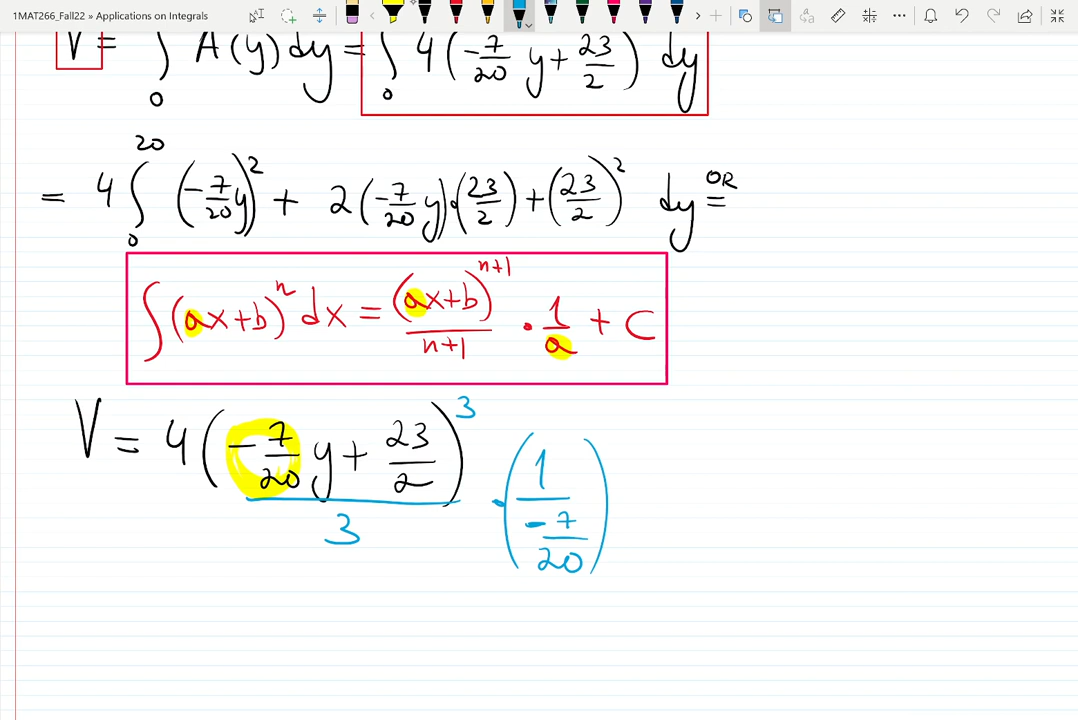 1MAT266_Fall22 » Applications on Integrals
V = ∫₀ A(y) dy = ∫₀ 4(-7/20 y + 23/2) dy
= 4 ∫₀²⁰ (-7/20 y)² + 2(-7/20 y)·(23/2) + (23/2)² dy OR =
∫(ax+b)ⁿ dx = (ax+b)ⁿ⁺¹/(n+1) · 1/a + C
V = 4(-7/20 y + 23/2)³/3 · (1/(-7/20))